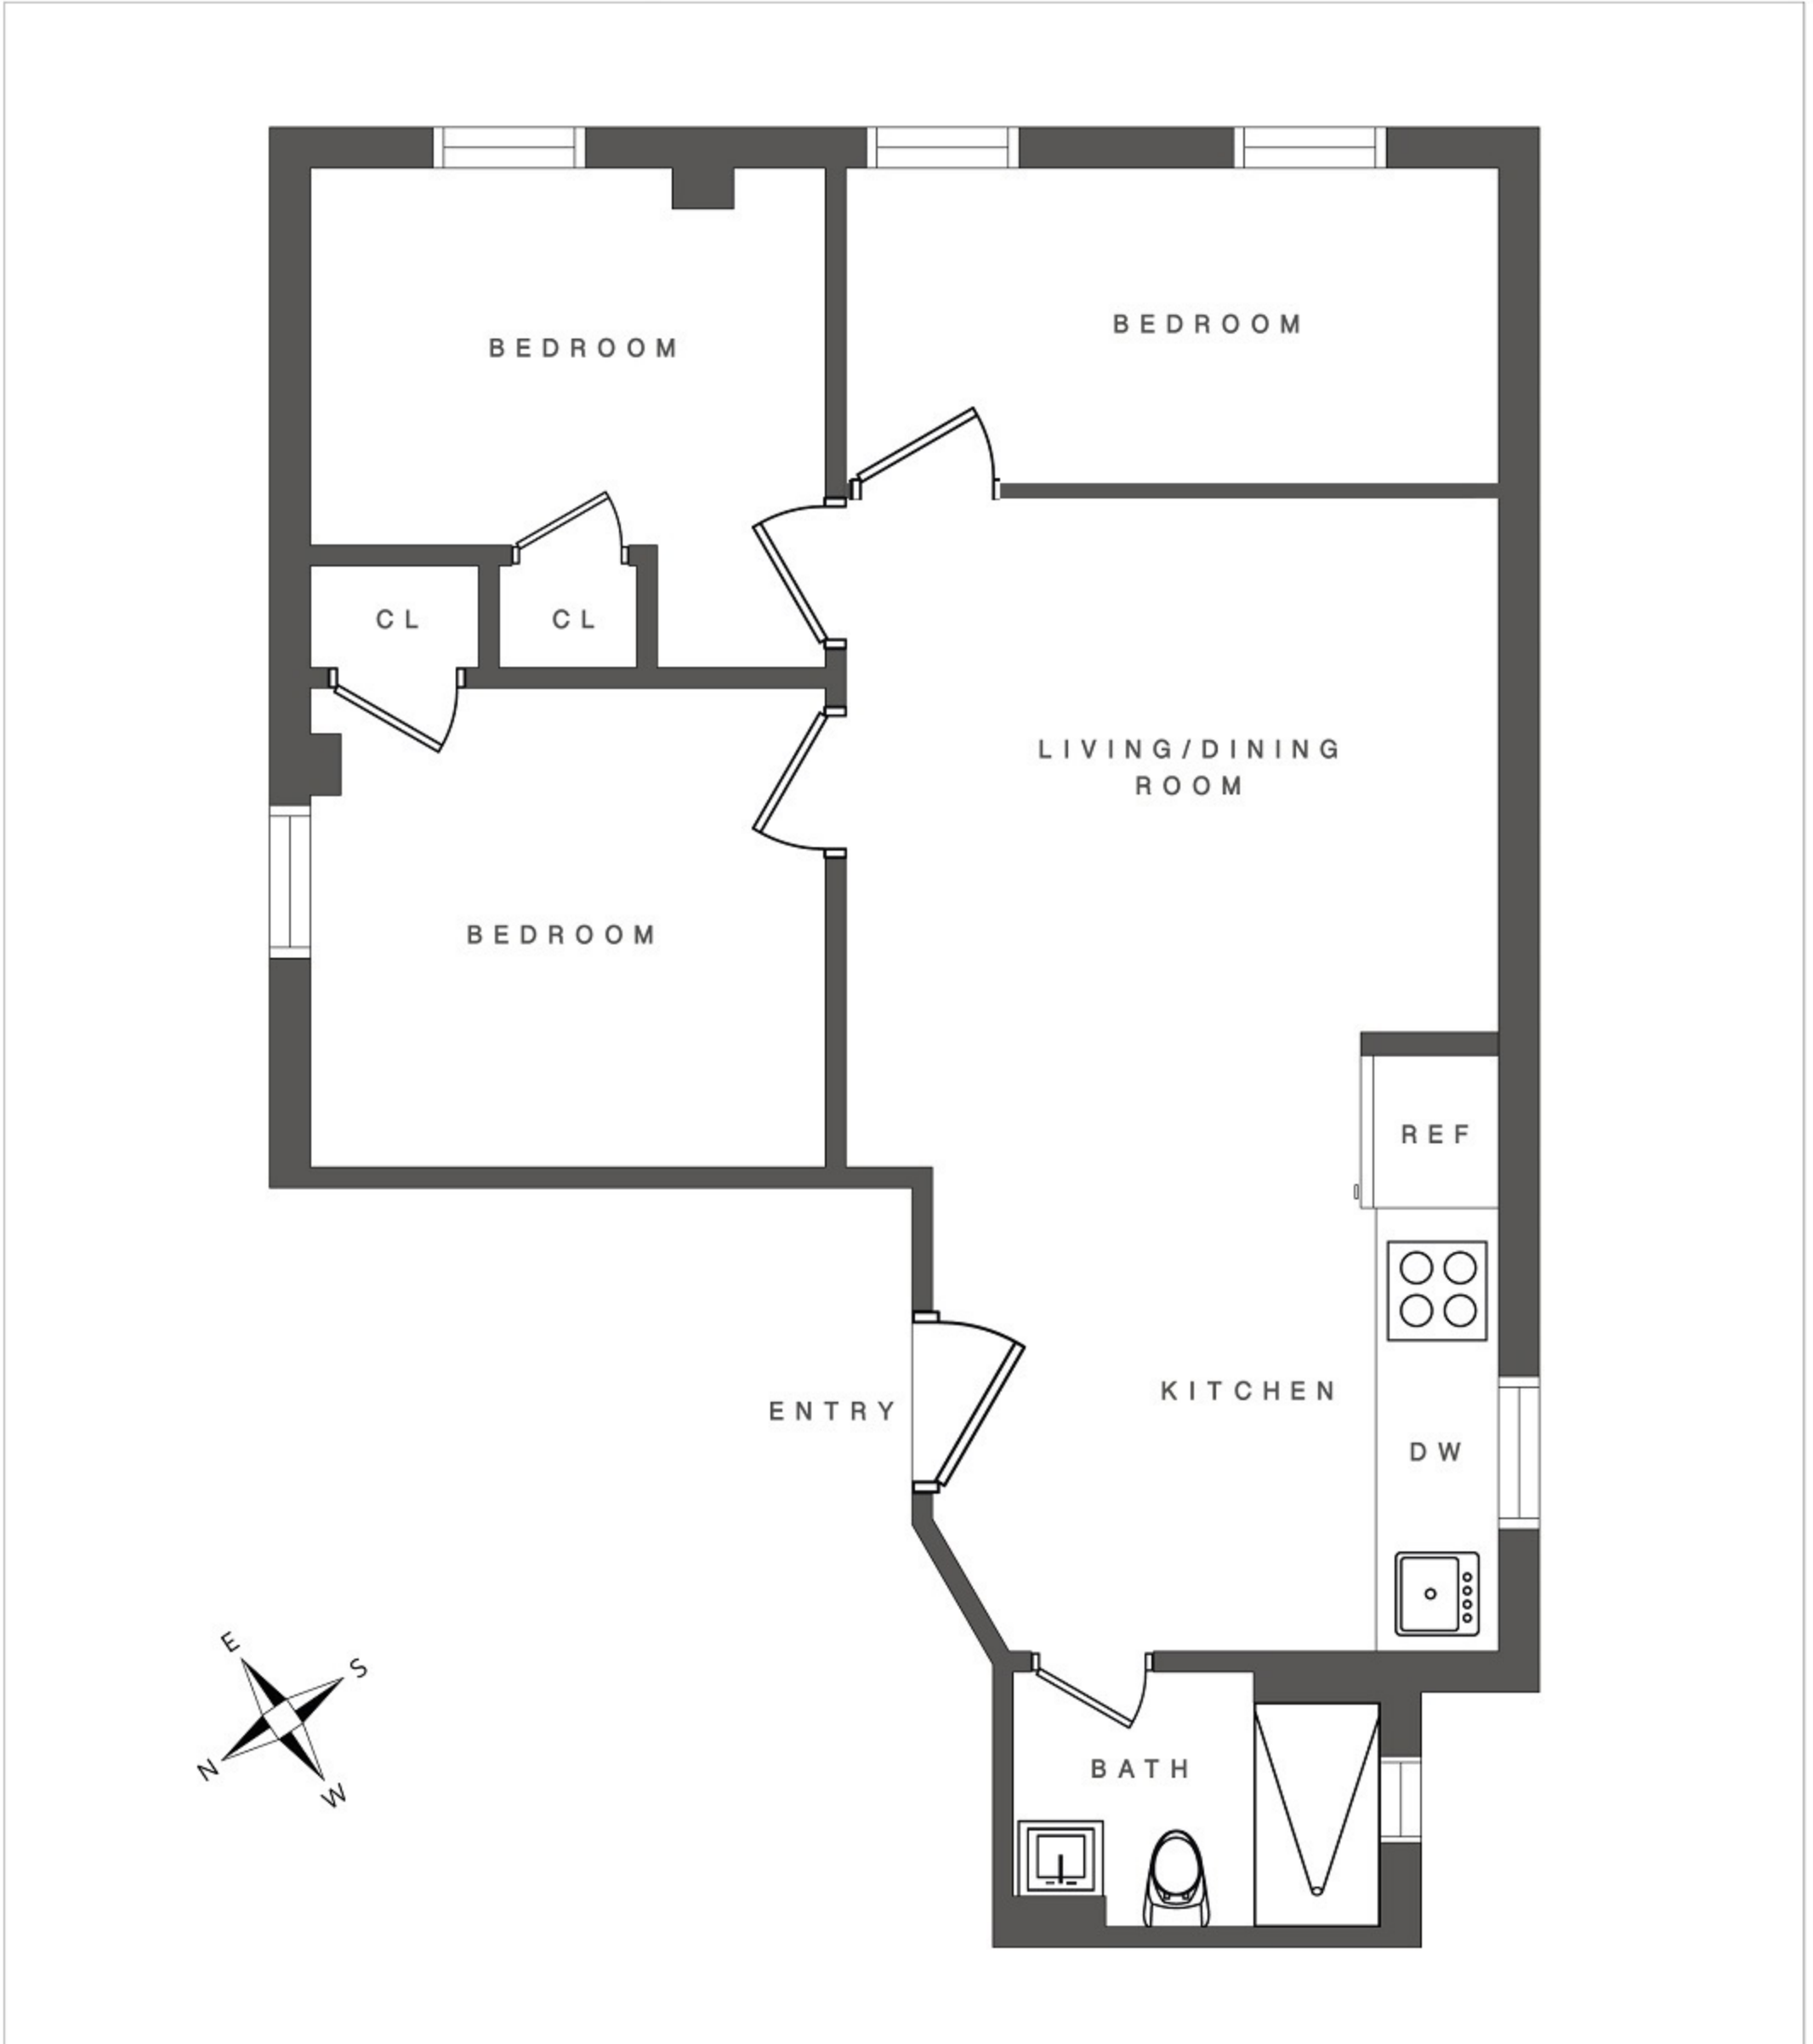 BEDROOM
BEDROOM
CL
CL
LIVING/DINING
ROOM
BEDROOM
REF
KITCHEN
ENTRY
DW
E
S
N
W
BATH